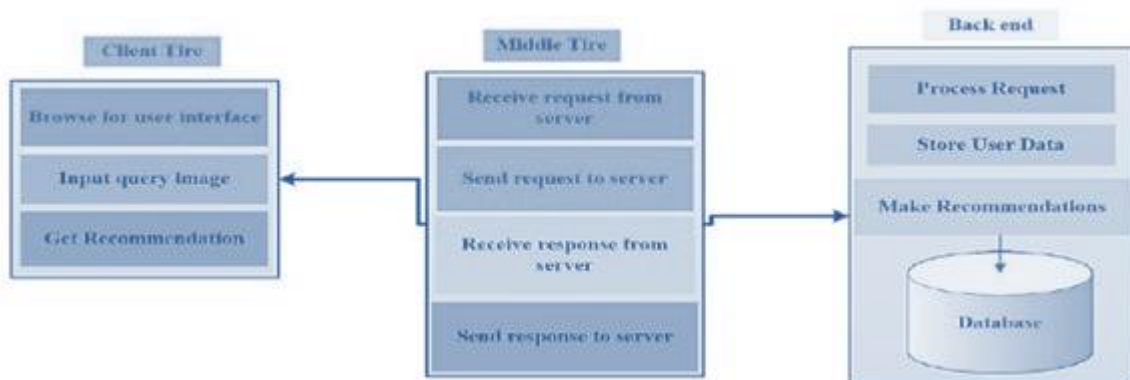 Client Tire
Browse for user interface
Input query Image
Get Recommendation
Middle Tire
Receive request from
server
Send request to server
Receive response from
server
Send response to server
Back end
Process Request
Store User Data
Make Recommendations
Database